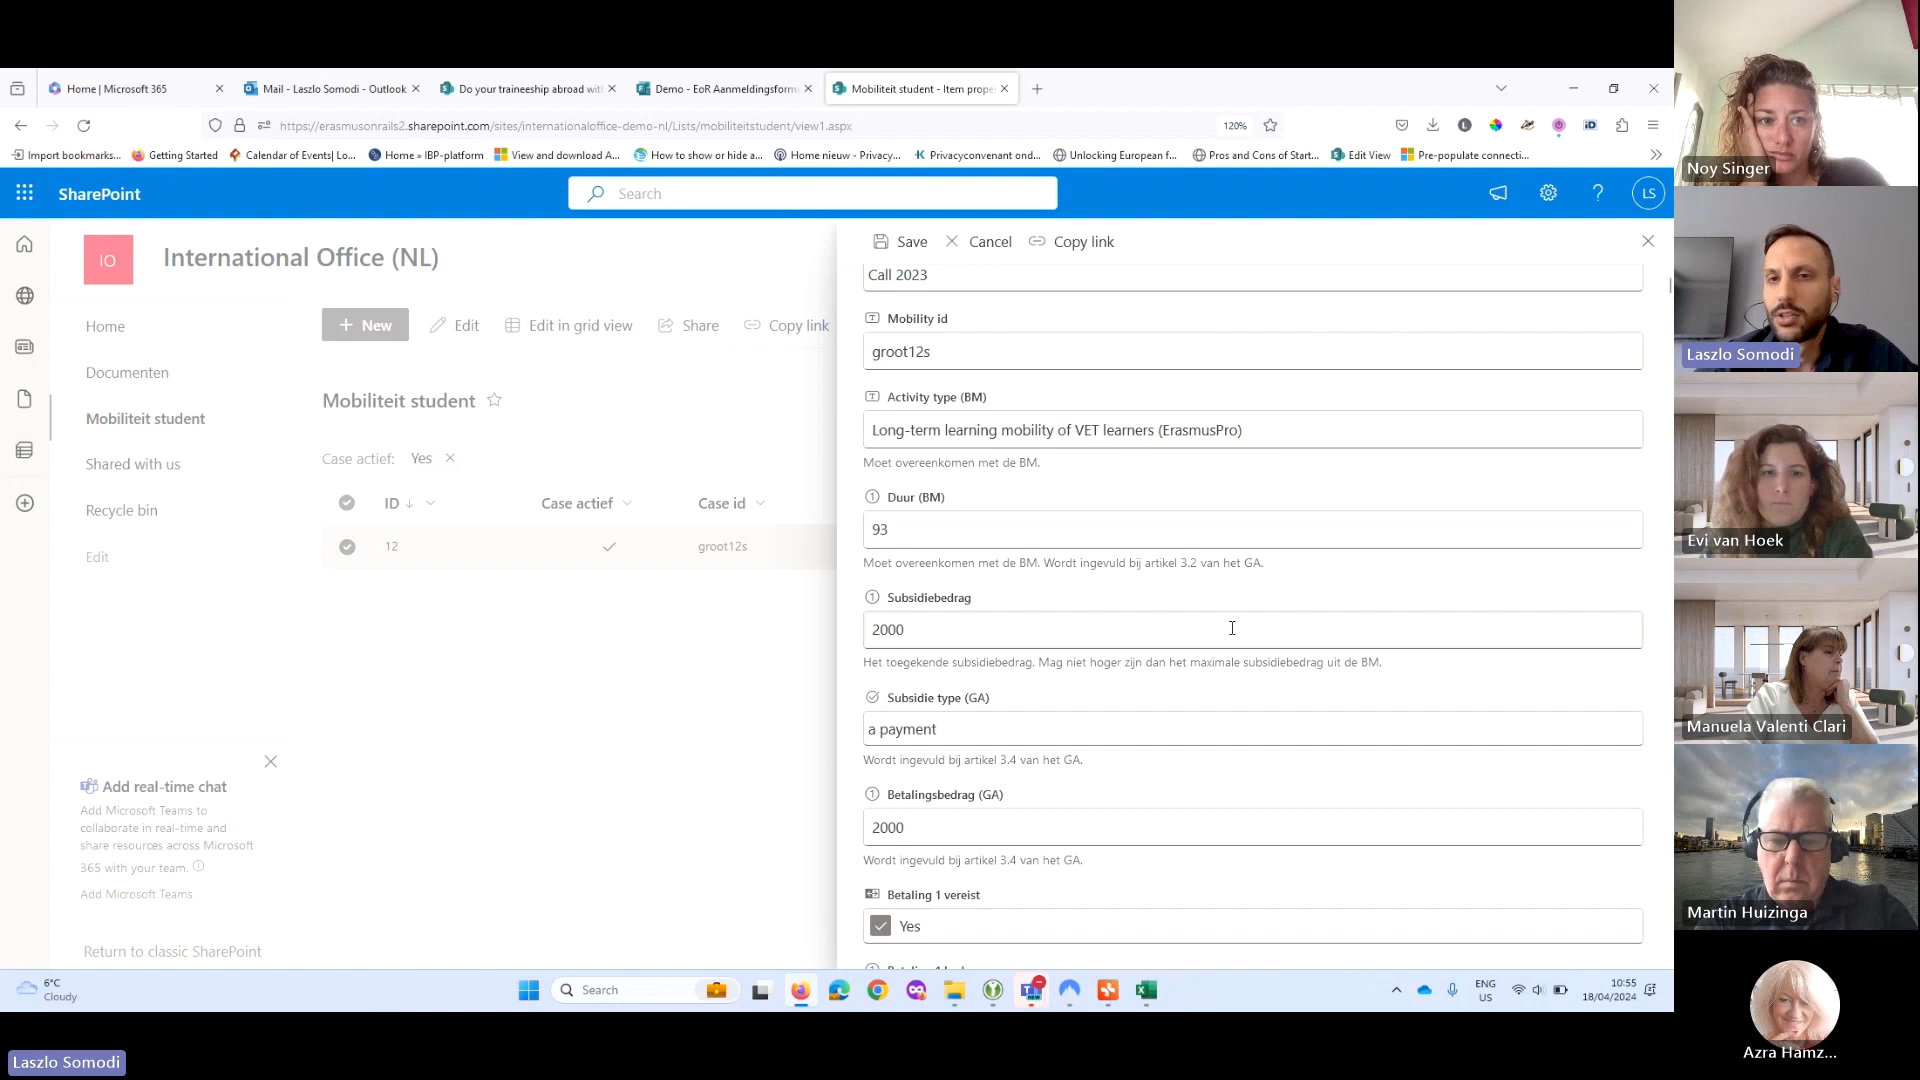 Home | Microsoft 365
Mail - Laszlo Somodi - Outlook
Do your traineeship abroad wit
Demo - EoR Aanmeldingsform
Mobiliteit student - Item prope
https://erasmusonrails2.sharepoint.com/sites/internationaloffice-demo-nl/Lists/mobiliteitstudent/view1.aspx
120%
Import bookmarks...
Getting Started
Calendar of Events| Lo...
Home » IBP-platform
View and download A...
How to show or hide a...
Home nieuw - Privacy...
Privacyconvenant ond...
Unlocking European f...
Pros and Cons of Start...
Edit View
Pre-populate connecti...
SharePoint
Search
LS
IO
International Office (NL)
Home
Documenten
Mobiliteit student
Shared with us
Recycle bin
Edit
+ New
Edit
Edit in grid view
Share
Copy link
Mobiliteit student
Case actief: Yes
ID
Case actief
Case id
12
groot12s
Add real-time chat
Add Microsoft Teams to
collaborate in real-time and
share resources across Microsoft
365 with your team.
Add Microsoft Teams
Return to classic SharePoint
Save
Cancel
Copy link
Call 2023
Mobility id
groot12s
Activity type (BM)
Long-term learning mobility of VET learners (ErasmusPro)
Moet overeenkomen met de BM.
Duur (BM)
93
Moet overeenkomen met de BM. Wordt ingevuld bij artikel 3.2 van het GA.
Subsidiebedrag
2000
Het toegekende subsidiebedrag. Mag niet hoger zijn dan het maximale subsidiebedrag uit de BM.
Subsidie type (GA)
a payment
Wordt ingevuld bij artikel 3.4 van het GA.
Betalingsbedrag (GA)
2000
Wordt ingevuld bij artikel 3.4 van het GA.
Betaling 1 vereist
Yes
6°C
Cloudy
Search
ENG
US
10:55
18/04/2024
Noy Singer
Laszlo Somodi
Evi van Hoek
Manuela Valenti Clari
Martin Huizinga
Azra Hamz...
Laszlo Somodi